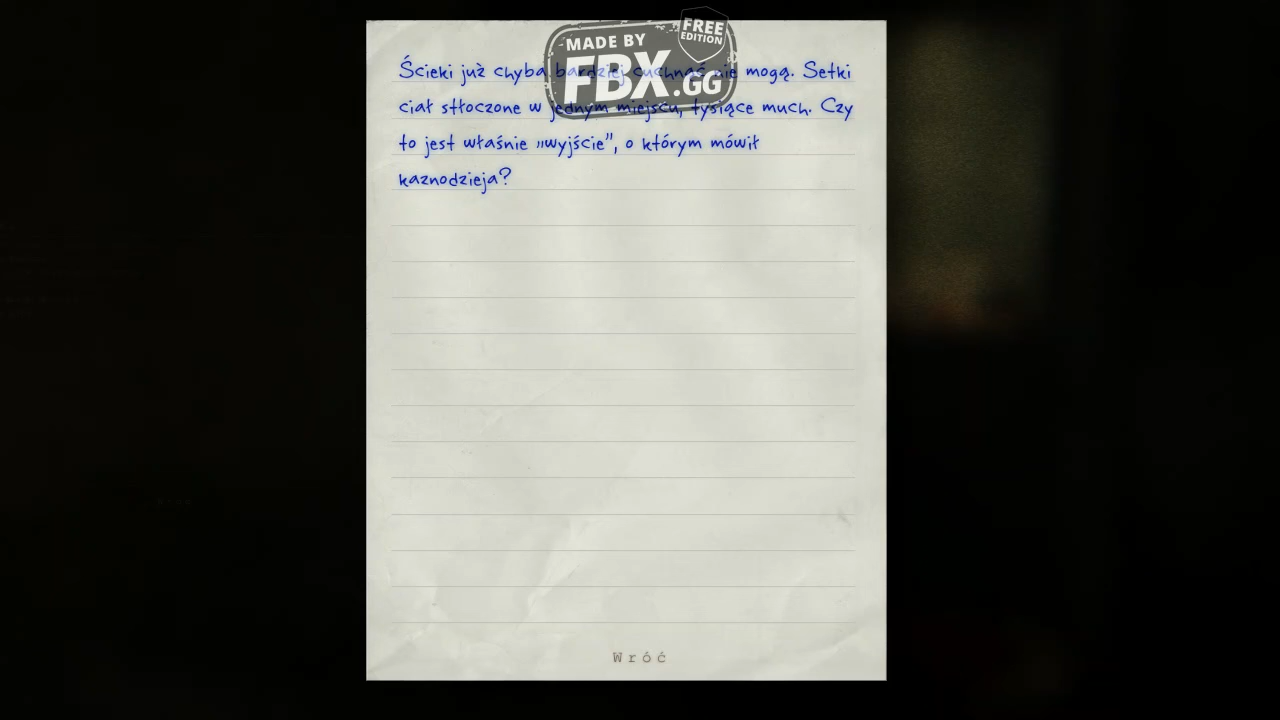 MADE BY
FBX.GG
FREE
EDITION
Ścieki już chyba bardziej cuchnąć nie mogą. Setki
ciał stłoczone w jednym miejscu, tysiące much. Czy
to jest właśnie „wyjście”, o którym mówił
kaznodzieja?
Wróć